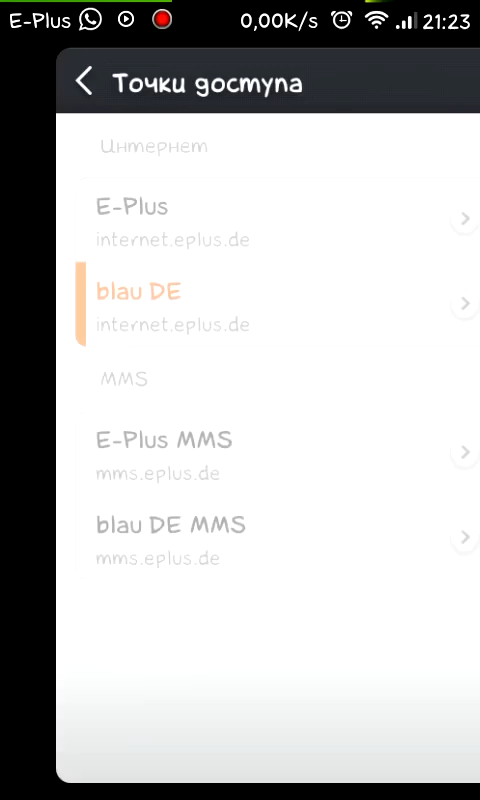 E-Plus 0,00K/s 21:23
Точки доступа
Интернет
E-Plus
internet.eplus.de
blau DE
internet.eplus.de
MMS
E-Plus MMS
mms.eplus.de
blau DE MMS
mms.eplus.de